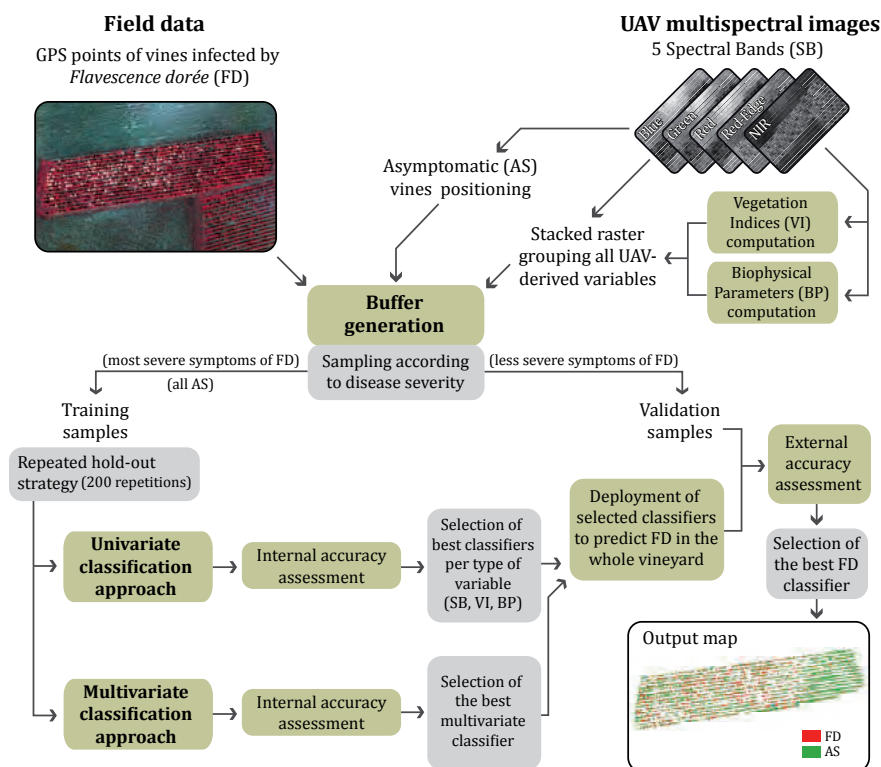 Field data
GPS points of vines infected by
Flavescence dorée (FD)
UAV multispectral images
5 Spectral Bands (SB)
Blue
Green
Red
Red-Edge
NIR
Asymptomatic (AS)
vines positioning
Stacked raster
grouping all UAV-
derived variables
Vegetation
Indices (VI)
computation
Biophysical
Parameters (BP)
computation
Buffer
generation
Sampling according
to disease severity
(most severe symptoms of FD)
(all AS)
(less severe symptoms of FD)
Training
samples
Validation
samples
Repeated hold-out
strategy (200 repetitions)
Univariate
classification
approach
Internal accuracy
assessment
Selection of
best classifiers
per type of
variable
(SB, VI, BP)
Multivariate
classification
approach
Internal accuracy
assessment
Selection of
the best
multivariate
classifier
Deployment of
selected classifiers
to predict FD in the
whole vineyard
External
accuracy
assessment
Selection of
the best FD
classifier
Output map
FD
AS